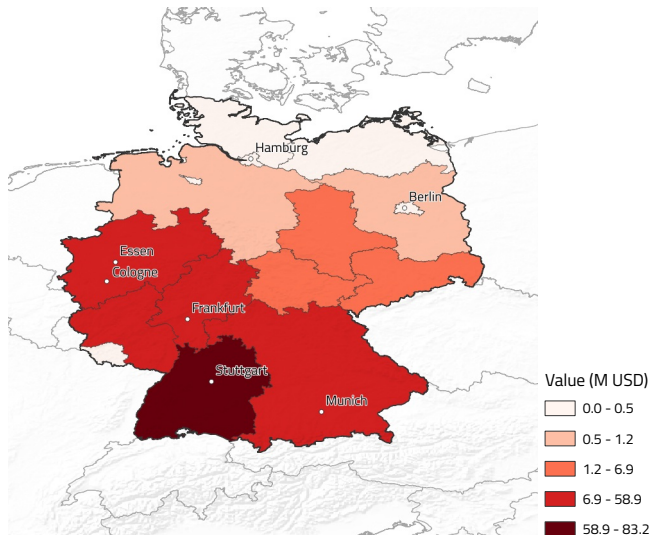 Hamburg
Berlin
Essen
Cologne
Frankfurt
Stuttgart
Munich
Value (M USD)
0.0 - 0.5
0.5 - 1.2
1.2 - 6.9
6.9 - 58.9
58.9 - 83.2